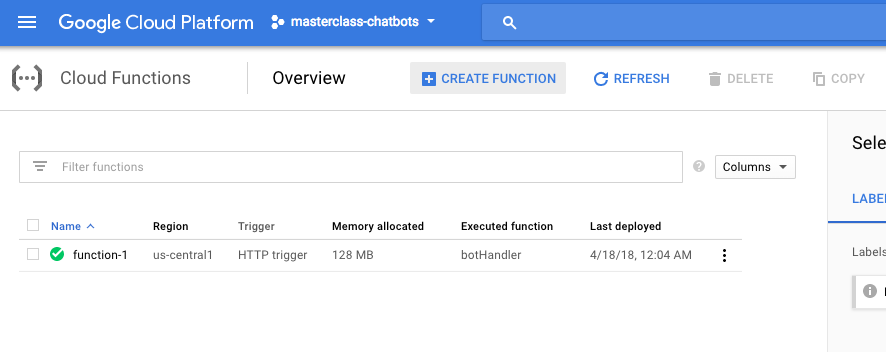 Google Cloud Platform masterclass-chatbots
Cloud Functions Overview CREATE FUNCTION REFRESH DELETE COPY
Sele
Filter functions ? Columns
LABE
Name Region Trigger Memory allocated Executed function Last deployed
function-1 us-central1 HTTP trigger 128 MB botHandler 4/18/18, 12:04 AM
Labels